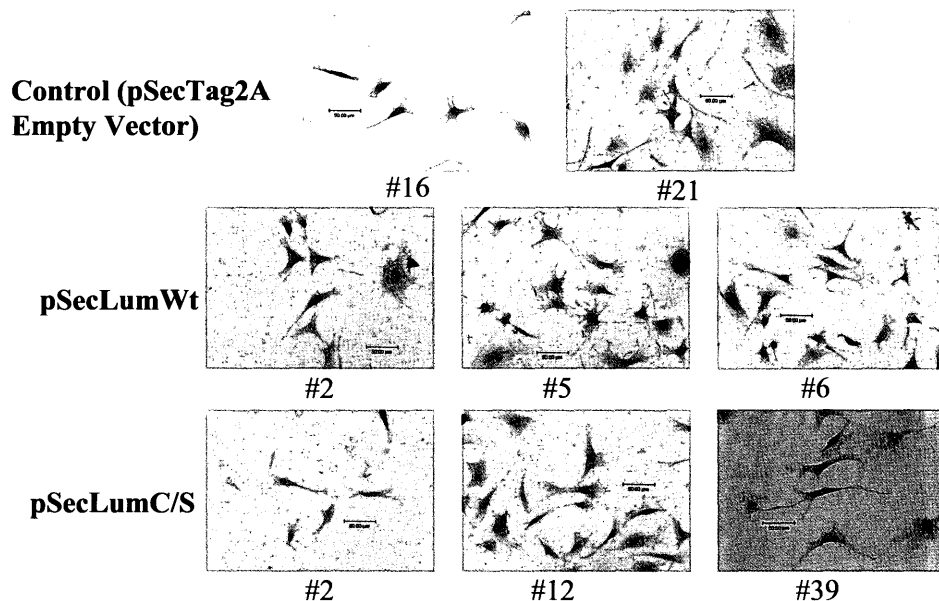 Control (pSecTag2A
Empty Vector)
#16
#21
pSecLumWt
#2
#5
#6
pSecLumC/S
#2
#12
#39